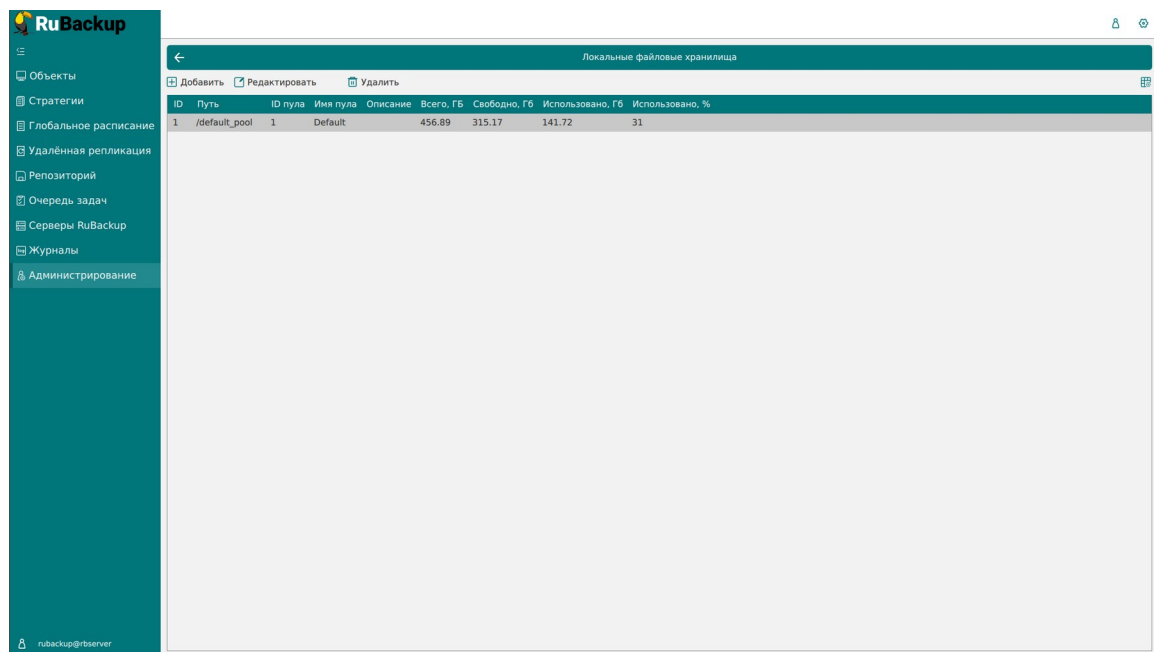 RuBackup
Локальные файловые хранилища
Объекты
Стратегии
Глобальное расписание
Удалённая репликация
Репозиторий
Очередь задач
Серверы RuBackup
Журналы
Администрирование
Добавить Редактировать Удалить
ID Путь ID пула Имя пула Описание Всего, ГБ Свободно, Гб Использовано, Гб Использовано, %
1 /default_pool 1 Default 456.89 315.17 141.72 31
rubackup@rbserver